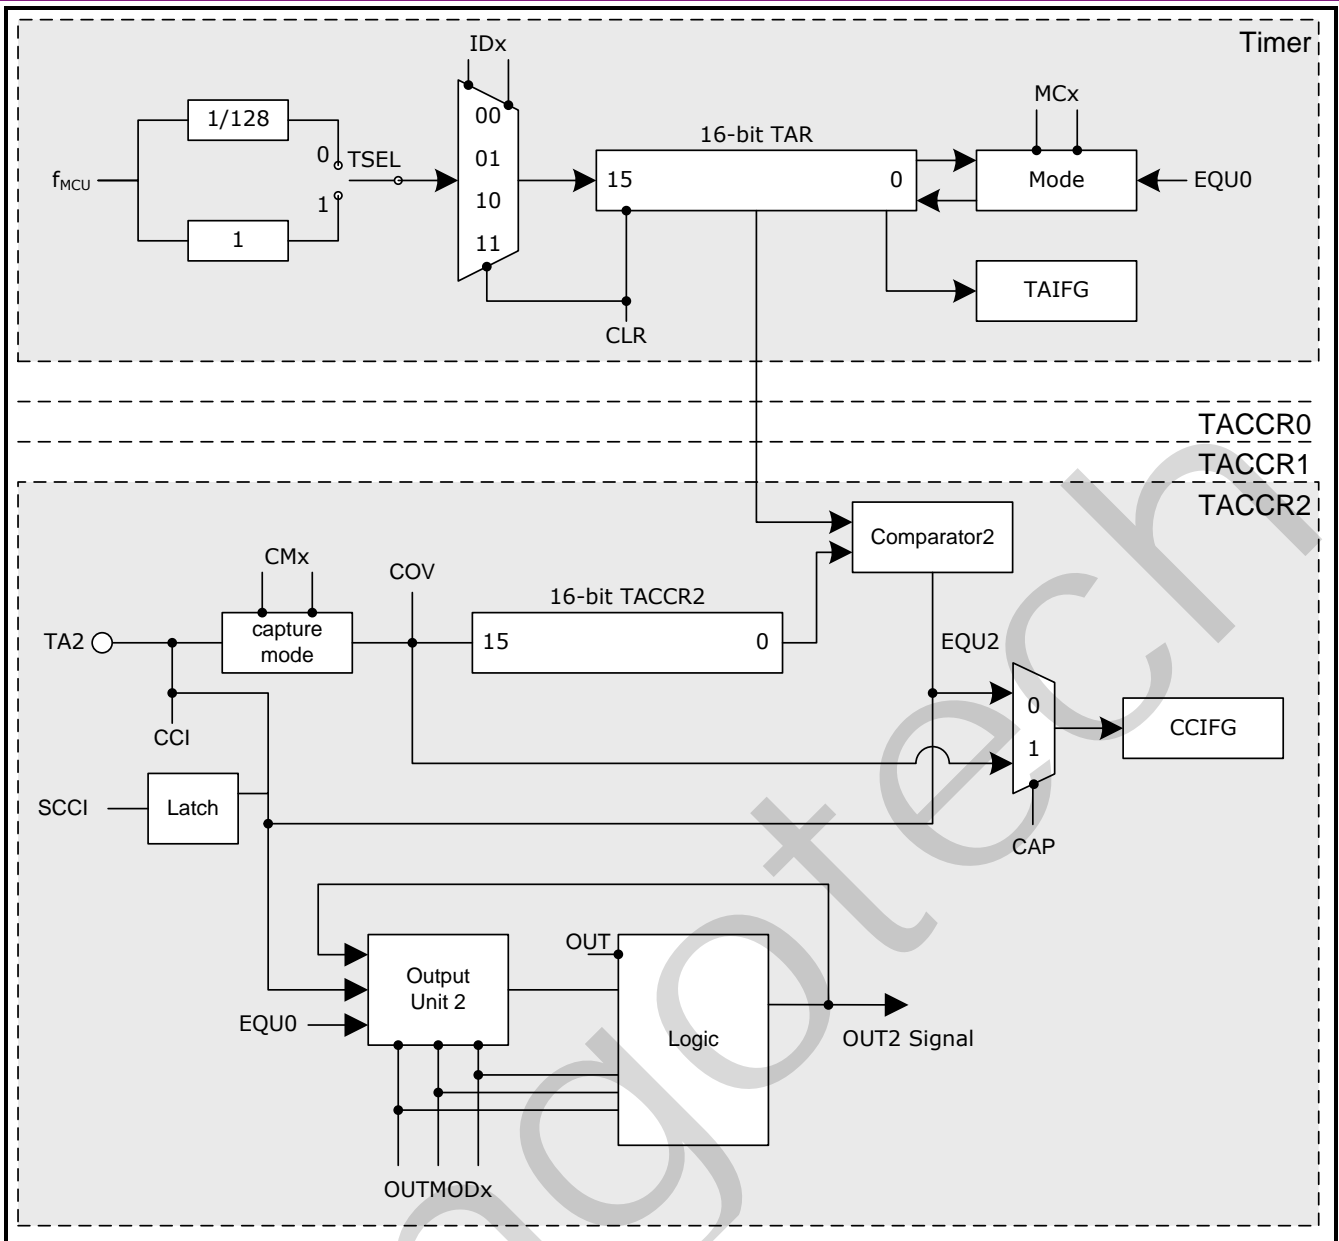 Timer
IDx
MCx
1/128
00
16-bit TAR
0
TSEL
01
fMCU
15
0
Mode
EQU0
10
1
1
11
TAIFG
CLR
TACCR0
TACCR1
TACCR2
Comparator2
CMx
COV
16-bit TACCR2
TA2
capture
mode
15
0
EQU2
0
CCIFG
CCI
1
SCCI
Latch
CAP
OUT
Output
Unit 2
EQU0
Logic
OUT2 Signal
OUTMODx
ngotech